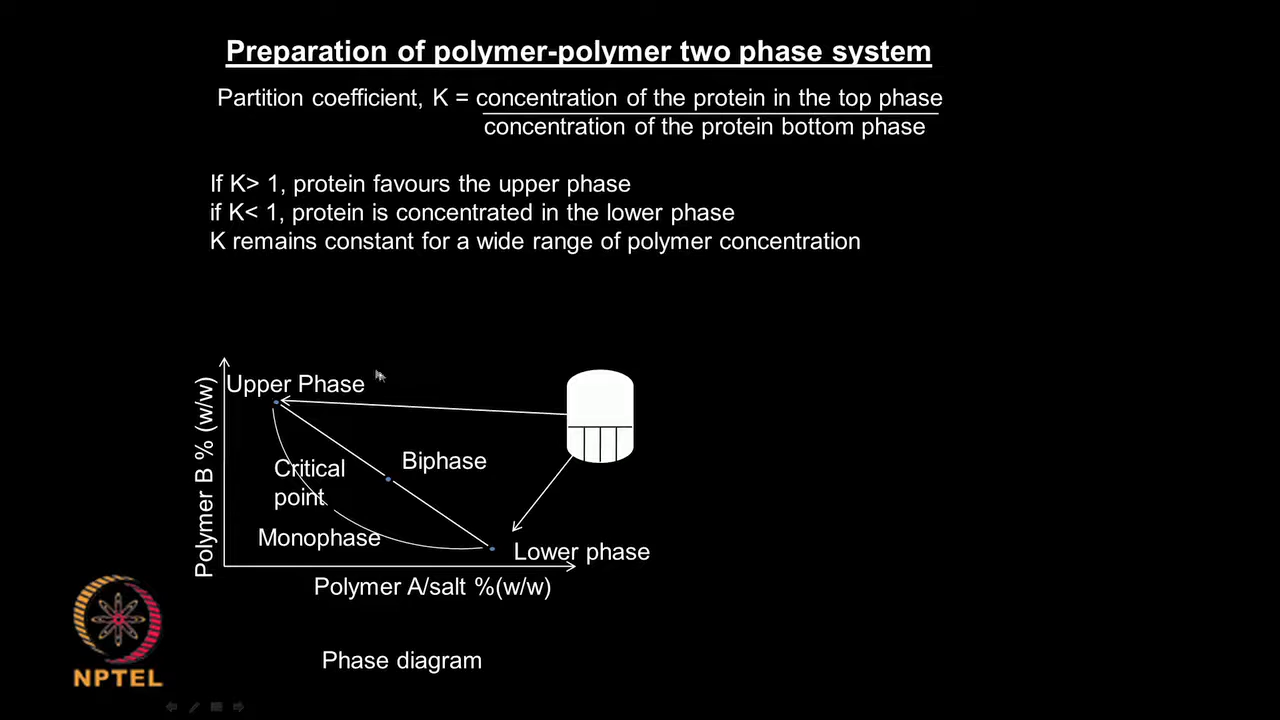 Preparation of polymer-polymer two phase system
Partition coefficient, K = concentration of the protein in the top phase
concentration of the protein bottom phase
If K> 1, protein favours the upper phase
if K< 1, protein is concentrated in the lower phase
K remains constant for a wide range of polymer concentration
Upper Phase
Polymer B % (w/w)
Biphase
Critical
point
Monophase
Lower phase
Polymer A/salt %(w/w)
Phase diagram
NPTEL